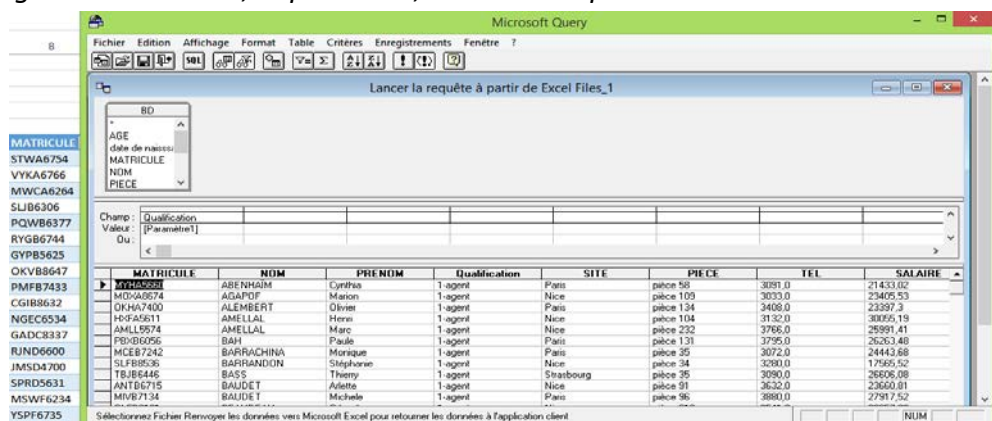 Microsoft Query
Fichier Edition Affichage Format Table Critères Enregistrements Fenêtre ?
SQL
B
Lancer la requête à partir de Excel Files_1
BD
*
AGE
date de naisss
MATRICULE
NOM
PIECE
MATRICULE
STWA6754
VYKA6766
MWCA6264
SLJB6306
PQWB6377
RYGB6744
GYPB5625
OKVB8647
PMFB7433
CGIB8632
NGEC6534
GADC8337
RJND6600
JMSD4700
SPRD5631
MSWF6234
YSPF6735
Champ : Qualification
Valeur : [Paramètre1]
Ou :
MATRICULE NOM PRENOM Qualification SITE PIECE TEL SALAIRE
MYHA5660 ABENHAÏM Cynthia 1-agent Paris pièce 58 3091,0 21433,02
MOXA8674 AGAPOF Marion 1-agent Nice pièce 109 3033,0 23405,53
OKHA7400 ALEMBERT Olivier 1-agent Nice pièce 134 3408,0 23397,3
HXFA5611 AMELLAL Henri 1-agent Nice pièce 104 3132,0 30055,19
AMLL5574 AMELLAL Marc 1-agent Nice pièce 232 3766,0 25991,41
PBXB6056 BAH Paule 1-agent Paris pièce 131 3795,0 26263,48
MCEB7242 BARRACHINA Monique 1-agent Paris pièce 35 3072,0 24443,68
SLFB8536 BARRANDON Stéphanie 1-agent Nice pièce 34 3280,0 17565,52
TBJB6446 BASS Thierry 1-agent Strasbourg pièce 35 3090,0 26606,08
ANTB6715 BAUDET Arlette 1-agent Nice pièce 91 3632,0 23660,81
MIVB7134 BAUDET Michele 1-agent Paris pièce 96 3880,0 27917,52
Sélectionnez Fichier Renvoyer les données vers Microsoft Excel pour retourner les données à l'application client
NUM